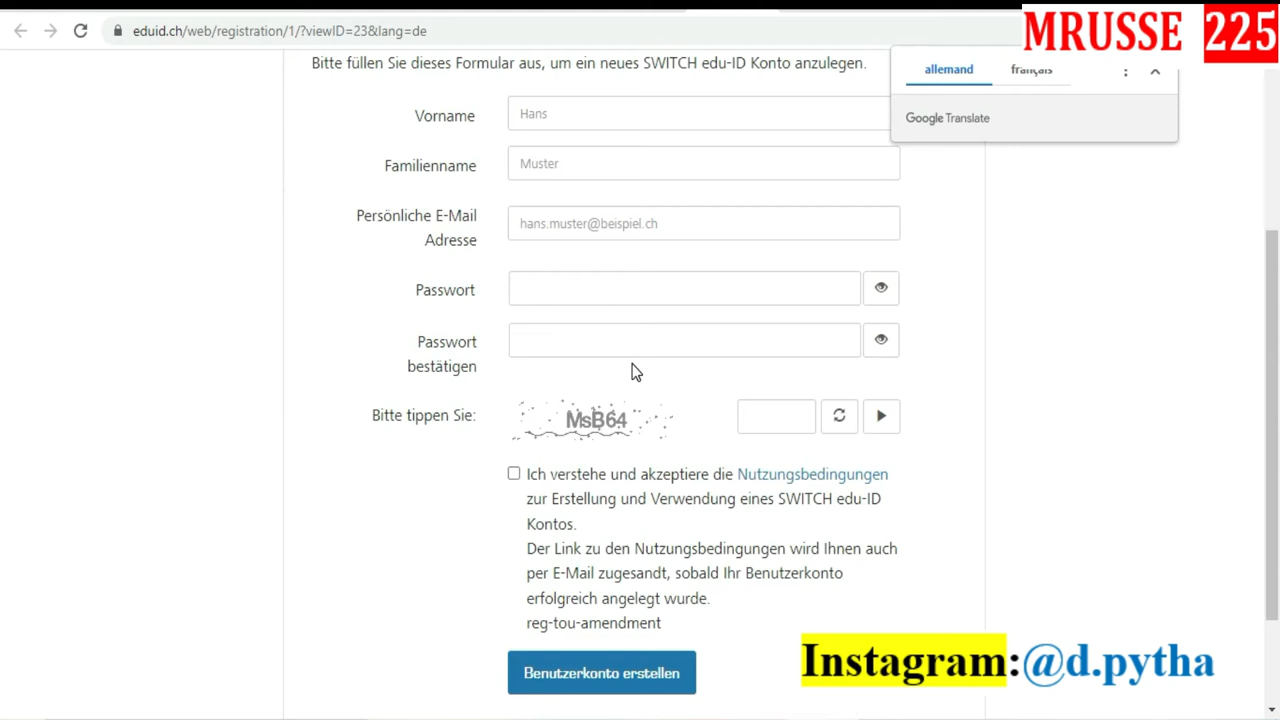 MRUSSE 225
eduid.ch/web/registration/1/?viewID=23&lang=de
Bitte füllen Sie dieses Formular aus, um ein neues SWITCH edu-ID Konto anzulegen.
allemand français
Google Translate
Vorname Hans
Familienname Muster
Persönliche E-Mail
Adresse
hans.muster@beispiel.ch
Passwort
Passwort
bestätigen
Bitte tippen Sie: MsB64
Ich verstehe und akzeptiere die Nutzungsbedingungen
zur Erstellung und Verwendung eines SWITCH edu-ID
Kontos.
Der Link zu den Nutzungsbedingungen wird Ihnen auch
per E-Mail zugesandt, sobald Ihr Benutzerkonto
erfolgreich angelegt wurde.
reg-tou-amendment
Benutzerkonto erstellen
Instagram:@d.pytha